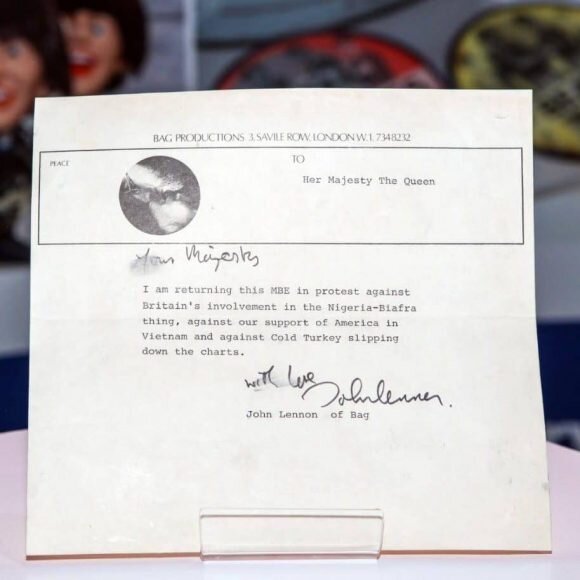 BAG PRODUCTIONS 3, SAVILE ROW, LONDON W.1. 7348232
PEACE
TO
Her Majesty The Queen
Your Majesty
I am returning this MBE in protest against
Britain's involvement in the Nigeria-Biafra
thing, against our support of America in
Vietnam and against Cold Turkey slipping
down the charts.
with love
John Lennon.
John Lennon of Bag